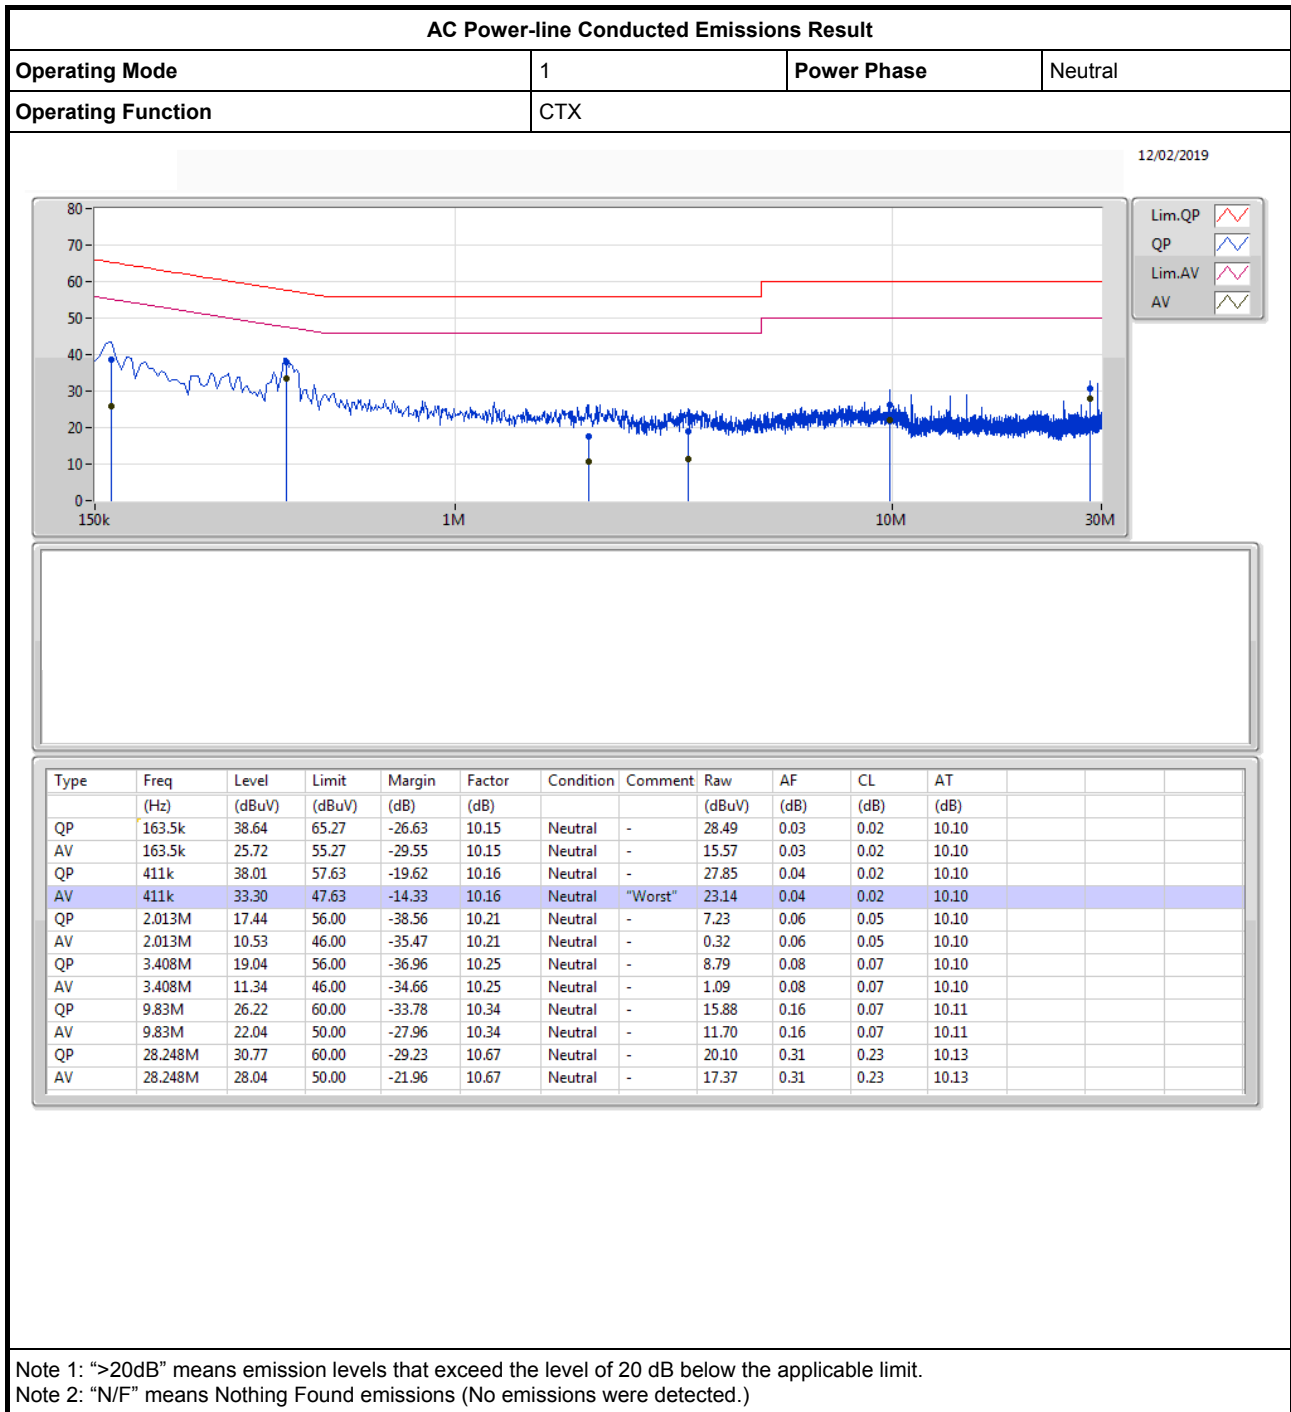 AC Power-line Conducted Emissions Result
Operating Mode 1 Power Phase Neutral
Operating Function CTX
12/02/2019
80
70
60
50
40
30
20
10
0
150k 1M 10M 30M
Lim.QP
QP
Lim.AV
AV
Type Freq Level Limit Margin Factor Condition Comment Raw AF CL AT
(Hz) (dBuV) (dBuV) (dB) (dB) (dBuV) (dB) (dB) (dB)
QP 163.5k 38.64 65.27 -26.63 10.15 Neutral - 28.49 0.03 0.02 10.10
AV 163.5k 25.72 55.27 -29.55 10.15 Neutral - 15.57 0.03 0.02 10.10
QP 411k 38.01 57.63 -19.62 10.16 Neutral - 27.85 0.04 0.02 10.10
AV 411k 33.30 47.63 -14.33 10.16 Neutral "Worst" 23.14 0.04 0.02 10.10
QP 2.013M 17.44 56.00 -38.56 10.21 Neutral - 7.23 0.06 0.05 10.10
AV 2.013M 10.53 46.00 -35.47 10.21 Neutral - 0.32 0.06 0.05 10.10
QP 3.408M 19.04 56.00 -36.96 10.25 Neutral - 8.79 0.08 0.07 10.10
AV 3.408M 11.34 46.00 -34.66 10.25 Neutral - 1.09 0.08 0.07 10.10
QP 9.83M 26.22 60.00 -33.78 10.34 Neutral - 15.88 0.16 0.07 10.11
AV 9.83M 22.04 50.00 -27.96 10.34 Neutral - 11.70 0.16 0.07 10.11
QP 28.248M 30.77 60.00 -29.23 10.67 Neutral - 20.10 0.31 0.23 10.13
AV 28.248M 28.04 50.00 -21.96 10.67 Neutral - 17.37 0.31 0.23 10.13
Note 1: “>20dB” means emission levels that exceed the level of 20 dB below the applicable limit.
Note 2: “N/F” means Nothing Found emissions (No emissions were detected.)